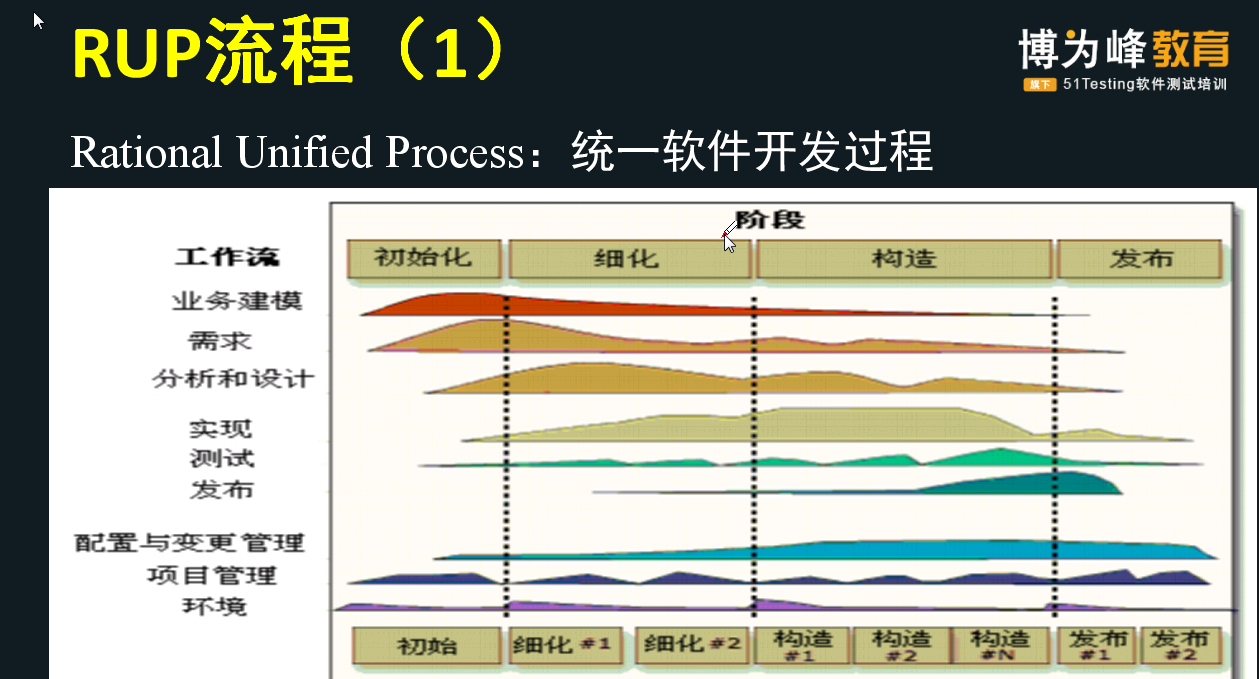 RUP流程（1）
博为峰教育
旗下 51Testing软件测试培训
Rational Unified Process：统一软件开发过程
阶段
工作流 初始化 细化 构造 发布
业务建模
需求
分析和设计
实现
测试
发布
配置与变更管理
项目管理
环境
初始 细化 #1 细化 #2 构造 #1 构造 #2 构造 #N 发布 #1 发布 #2